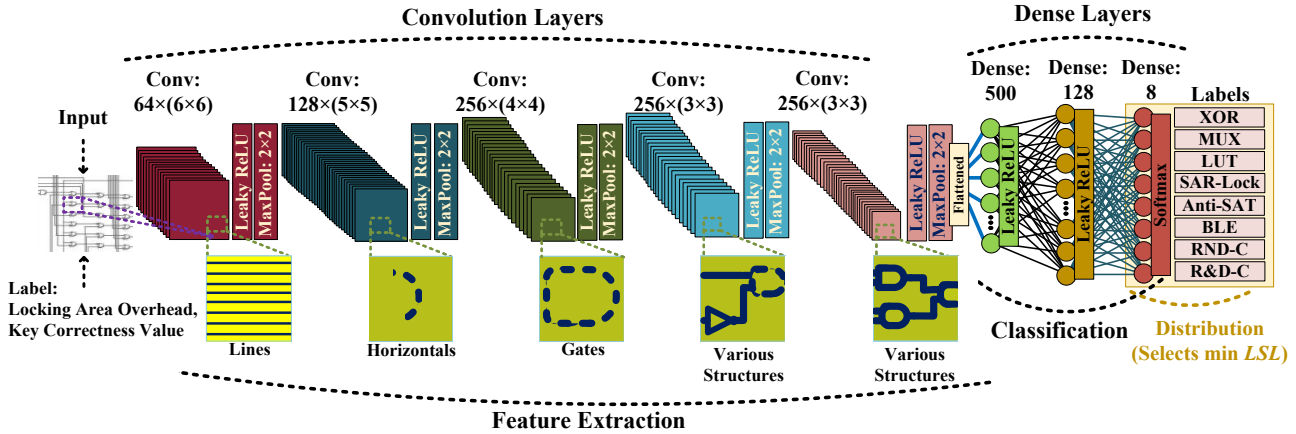 Convolution Layers
Dense Layers
Input
Conv:
64×(6×6)
Conv:
128×(5×5)
Conv:
256×(4×4)
Conv:
256×(3×3)
Conv:
256×(3×3)
Dense:
500
Dense:
128
Dense:
8
Labels
Leaky ReLU
MaxPool: 2×2
Leaky ReLU
MaxPool: 2×2
Leaky ReLU
MaxPool: 2×2
Leaky ReLU
MaxPool: 2×2
Leaky ReLU
MaxPool: 2×2
Flattened
Leaky ReLU
Leaky ReLU
Softmax
XOR
MUX
LUT
SAR-Lock
Anti-SAT
BLE
RND-C
R&D-C
Label:
Locking Area Overhead,
Key Correctness Value
Lines
Horizontals
Gates
Various
Structures
Various
Structures
Classification
Distribution
(Selects min LSL)
Feature Extraction